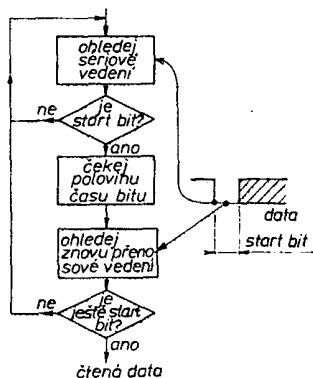 ohledej
sériové
vedení
ne
je
start bit?
ano
čekej
polovinu
času bitu
data
start bit
ohledej
znovu přeno
sové vedení
ne
je
ještě start
bit?
ano
čtená data